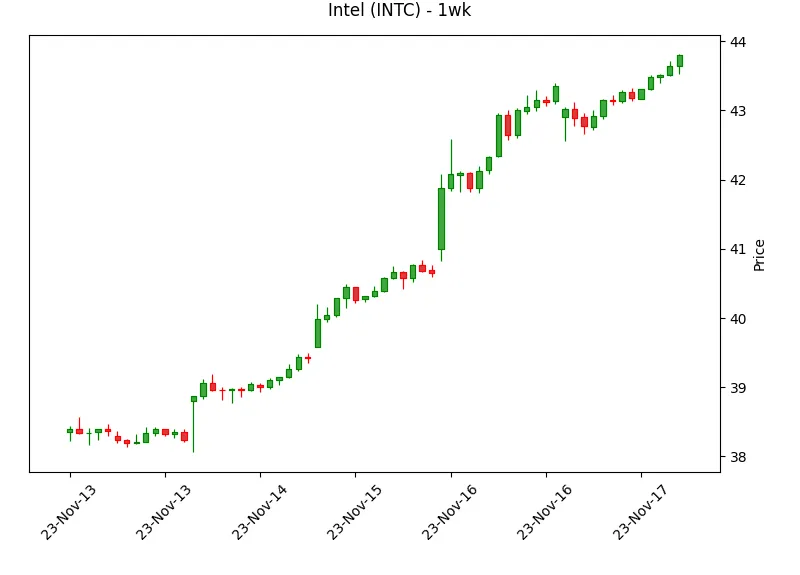 Intel (INTC) - 1wk
44
43
42
41
40
39
38
Price
23-Nov-13
23-Nov-13
23-Nov-14
23-Nov-15
23-Nov-16
23-Nov-16
23-Nov-17